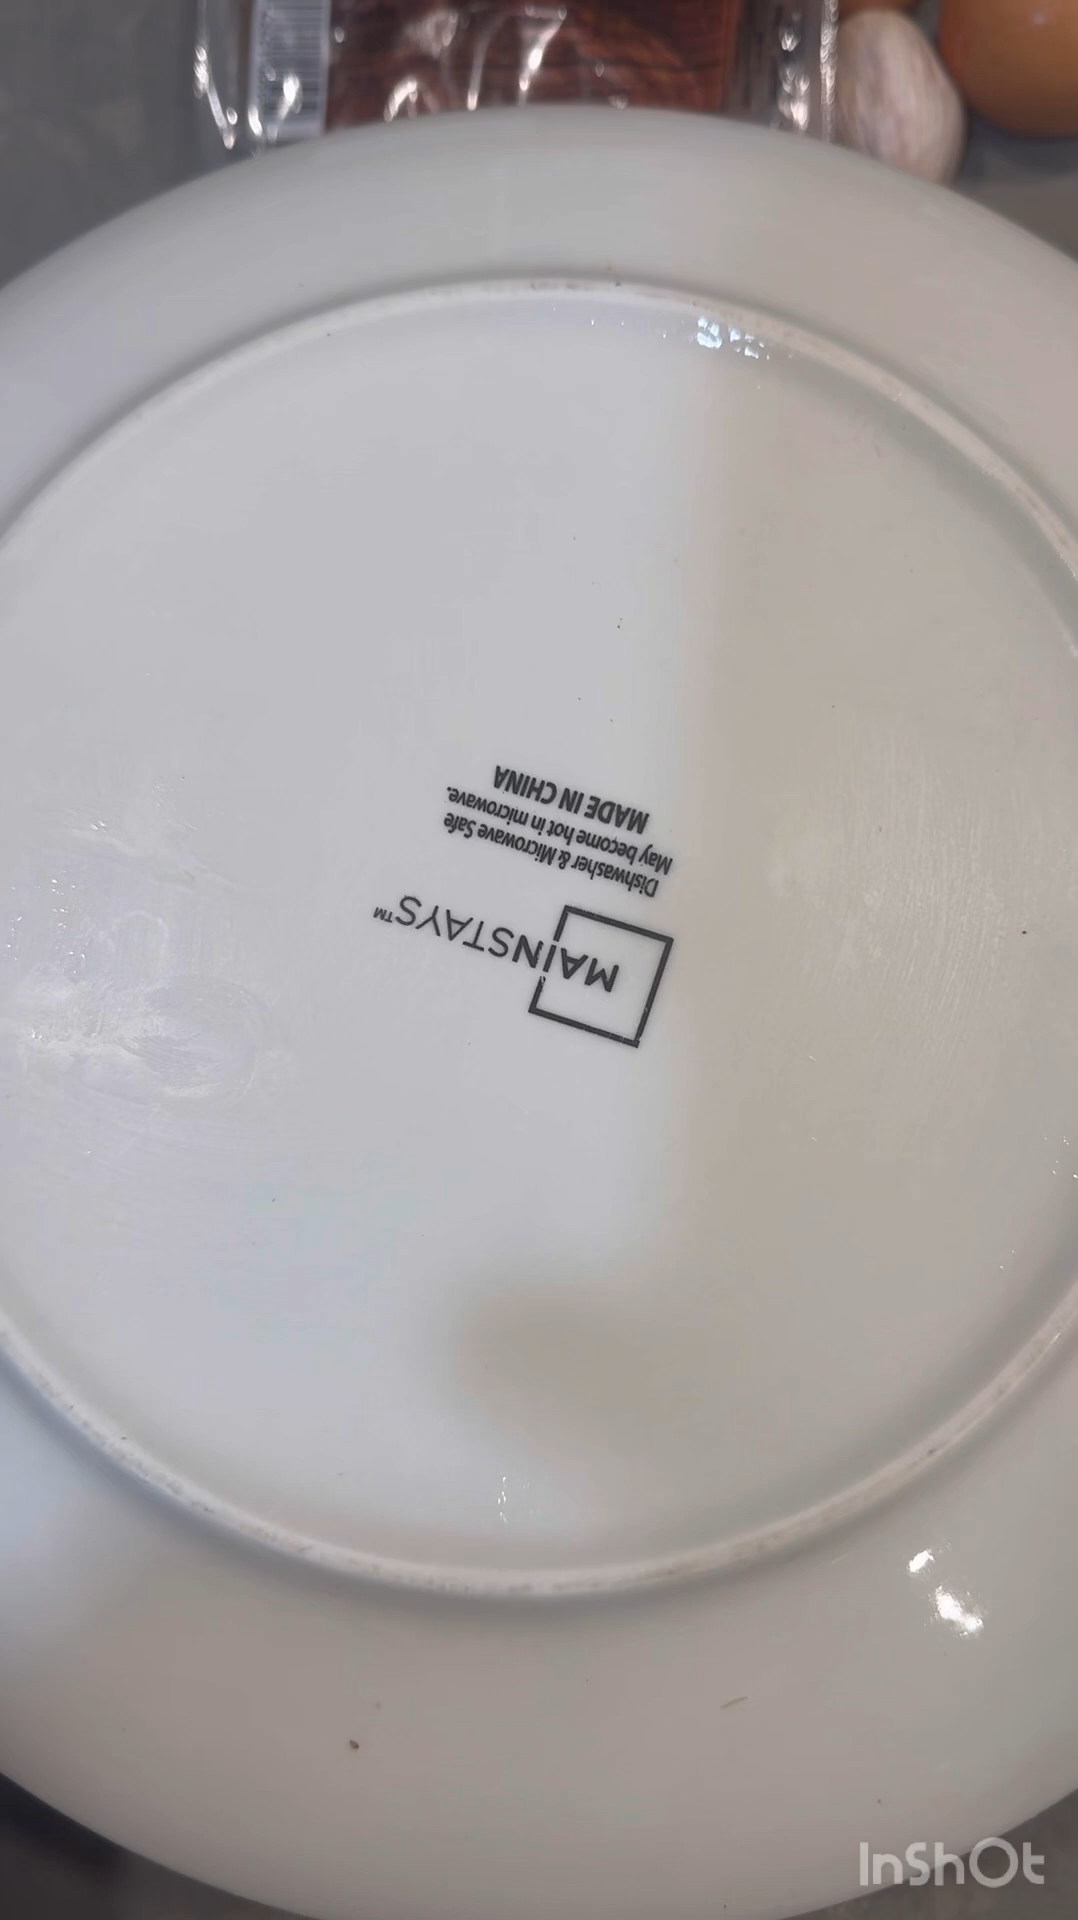 MAINSTAYS™
Dishwasher & Microwave Safe
May become hot in microwave.
MADE IN CHINA
InShOt